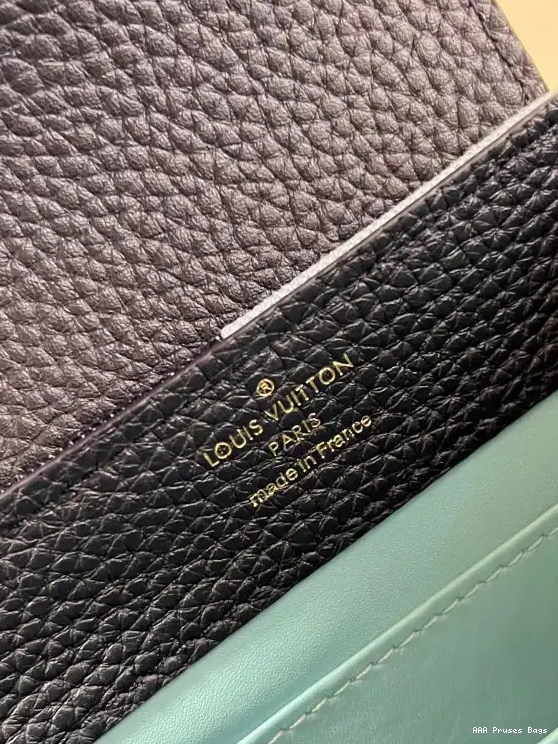 ®
LOUIS VUITTON
PARIS
made in France
AAA Pruses Bags